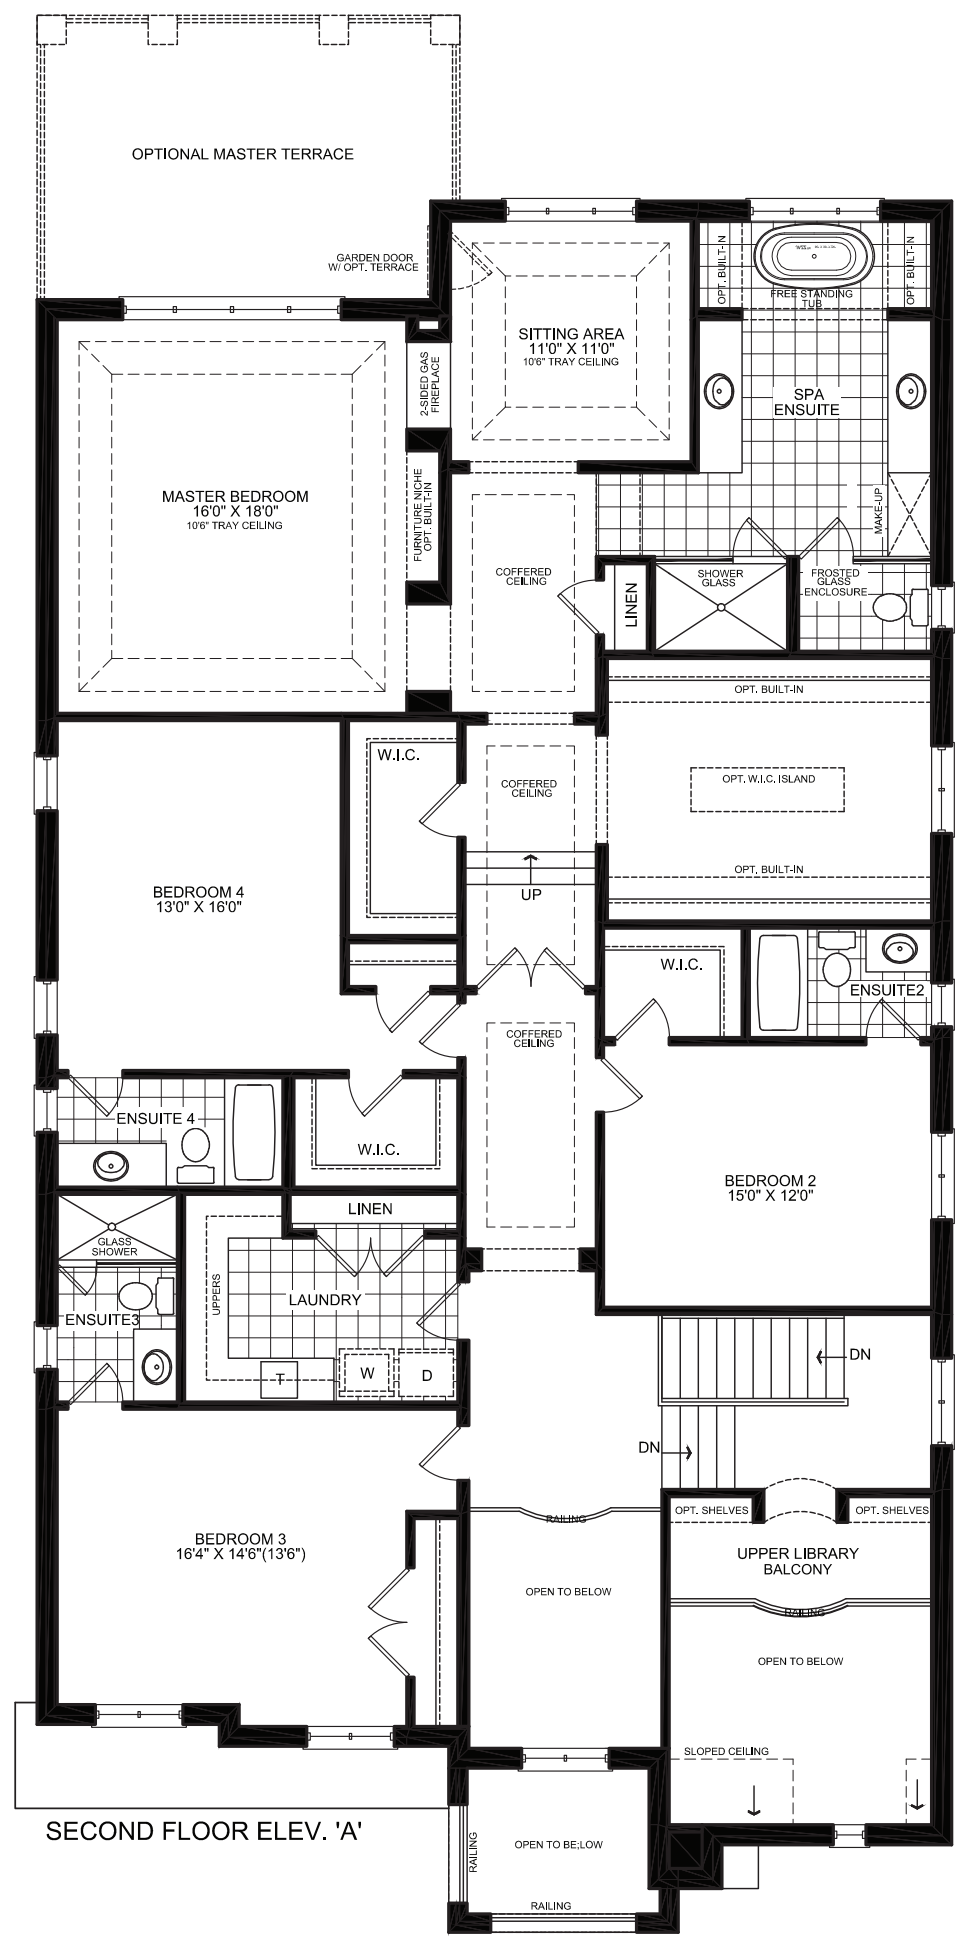 OPTIONAL MASTER TERRACE
GARDEN DOOR
W/ OPT. TERRACE
OPT. BUILT-IN
FREE STANDING
TUB
OPT. BUILT-IN
SITTING AREA
11'0" X 11'0"
10'6" TRAY CEILING
2-SIDED GAS
FIREPLACE
SPA
ENSUITE
MASTER BEDROOM
16'0" X 18'0"
10'6" TRAY CEILING
FURNITURE NICHE
OPT. BUILT-IN
MAKE-UP
COFFERED
CEILING
LINEN
SHOWER
GLASS
FROSTED
GLASS
ENCLOSURE
OPT. BUILT-IN
W.I.C.
COFFERED
CEILING
OPT. W.I.C. ISLAND
OPT. BUILT-IN
UP
BEDROOM 4
13'0" X 16'0"
W.I.C.
ENSUITE2
COFFERED
CEILING
ENSUITE 4
W.I.C.
BEDROOM 2
15'0" X 12'0"
LINEN
GLASS
SHOWER
UPPERS
LAUNDRY
ENSUITE3
T
W
D
DN
DN
BEDROOM 3
16'4" X 14'6"(13'6")
RAILING
OPT. SHELVES
OPT. SHELVES
UPPER LIBRARY
BALCONY
OPEN TO BELOW
RAILING
OPEN TO BELOW
SLOPED CEILING
SECOND FLOOR ELEV. 'A'
RAILING
OPEN TO BE;LOW
RAILING